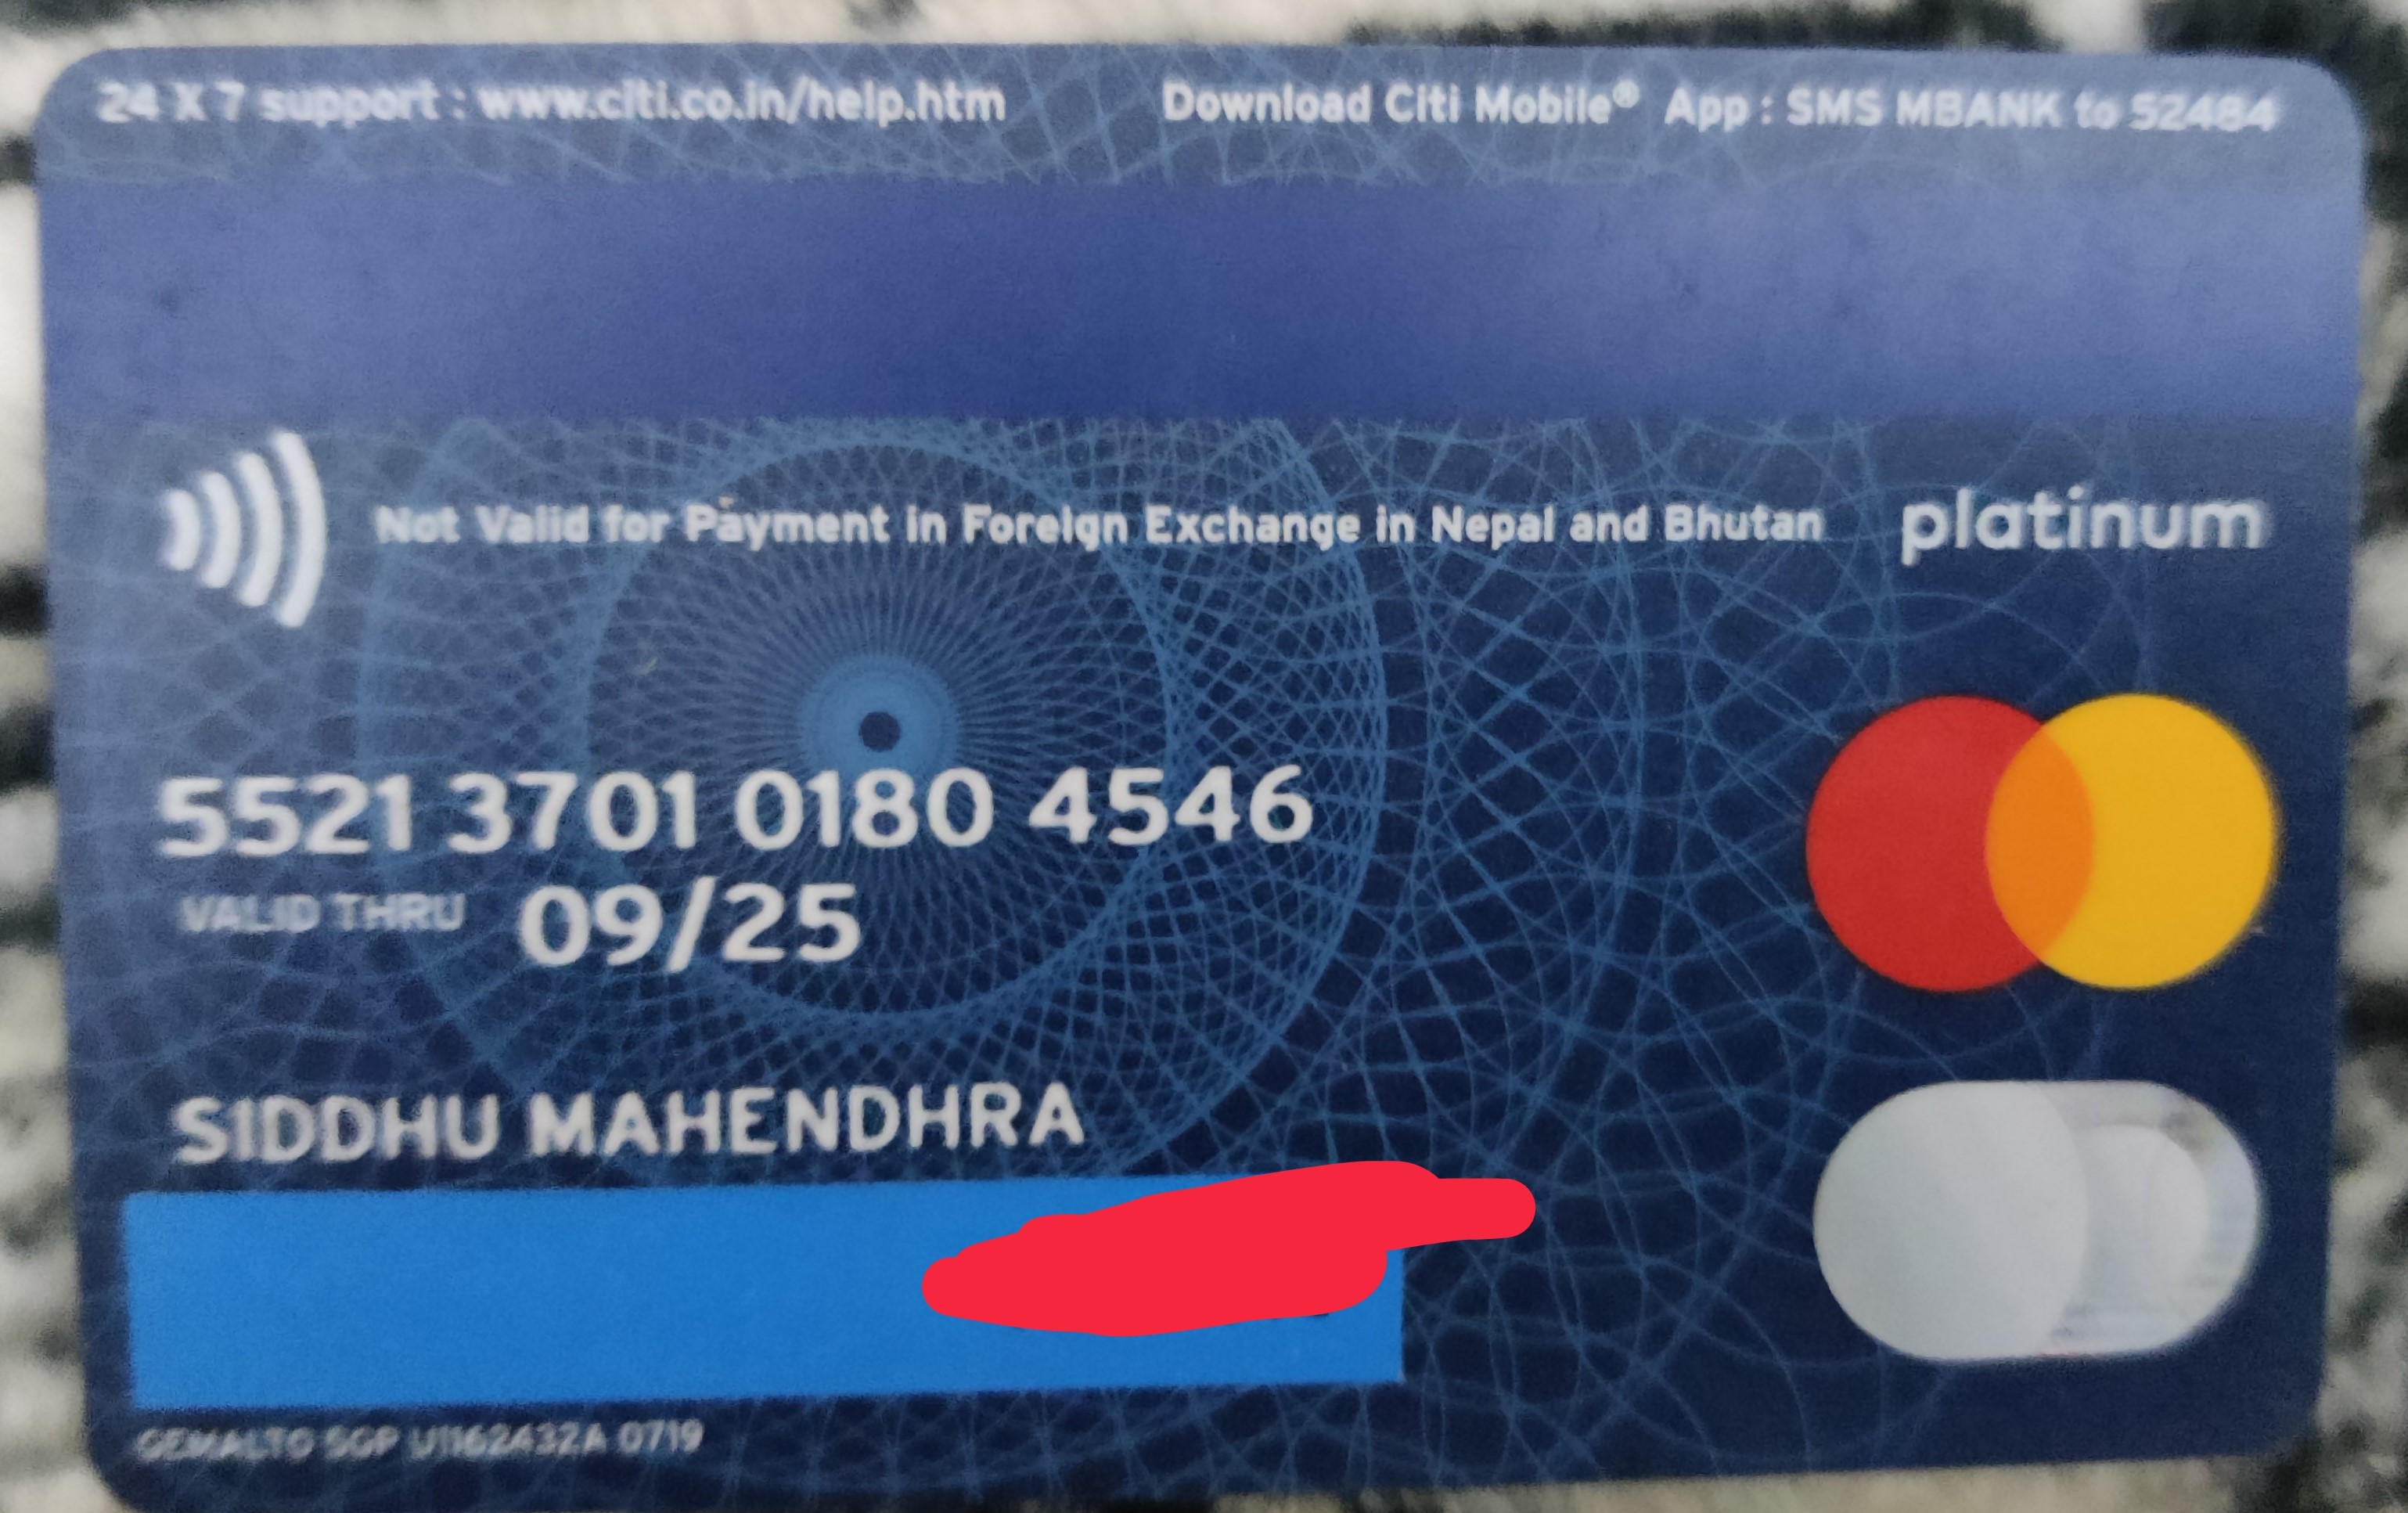 24 X 7 support : www.citi.co.in/help.htm Download Citi Mobile® App : SMS MBANK to 52484
Not Valid for Payment in Foreign Exchange in Nepal and Bhutan platinum
5521 3701 0180 4546
VALID THRU 09/25
SIDDHU MAHENDHRA
GEMALTO SGP U1162432A 0719